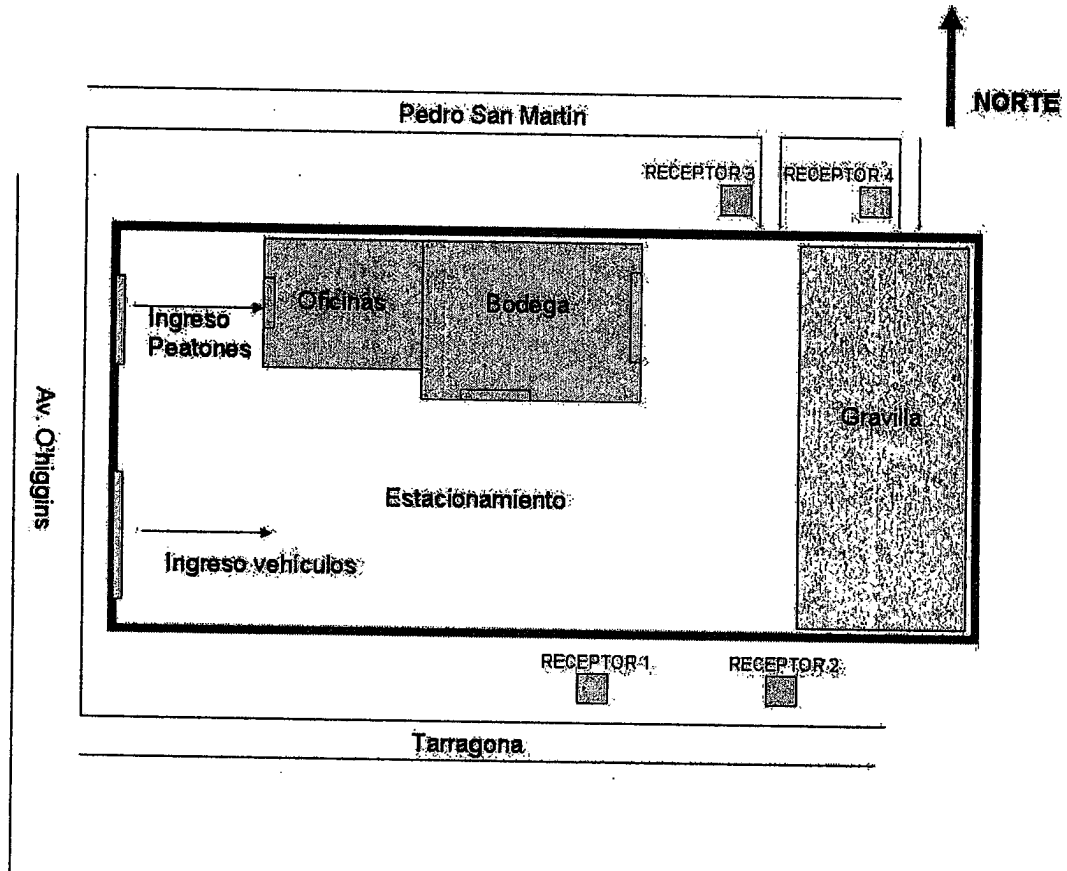 NORTE
Pedro San Martin
RECEPTOR 3
RECEPTOR 4
Oficinas
Bodega
Ingreso
Peatones
Gravilla
Av. O'higgins
Estacionamiento
Ingreso vehículos
RECEPTOR 1
RECEPTOR 2
Tarragona